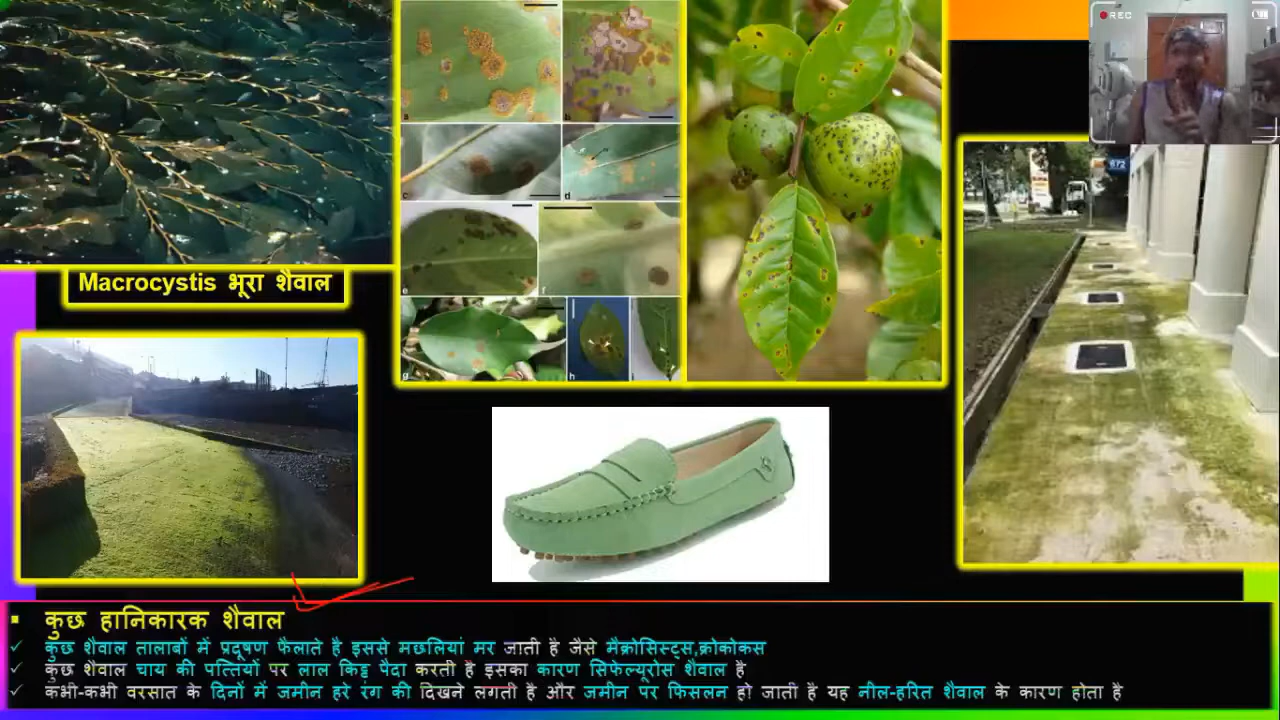 REC
672
a
b
c
d
e
f
g
h
i
Macrocystis भूरा शैवाल
▪ कुछ हानिकारक शैवाल
✓ कुछ शैवाल तालाबों में प्रदूषण फैलाते है इससे मछलियां मर जाती है जैसे मैक्रोसिस्ट्स,क्रोकोकस
✓ कुछ शैवाल चाय की पत्तियों पर लाल किट्ट पैदा करती है इसका कारण सिफेल्यूरोस शैवाल है
✓ कभी-कभी वरसात के दिनों में जमीन हरे रंग की दिखने लगती है और जमीन पर फिसलन हो जाती है यह नील-हरित शैवाल के कारण होता है